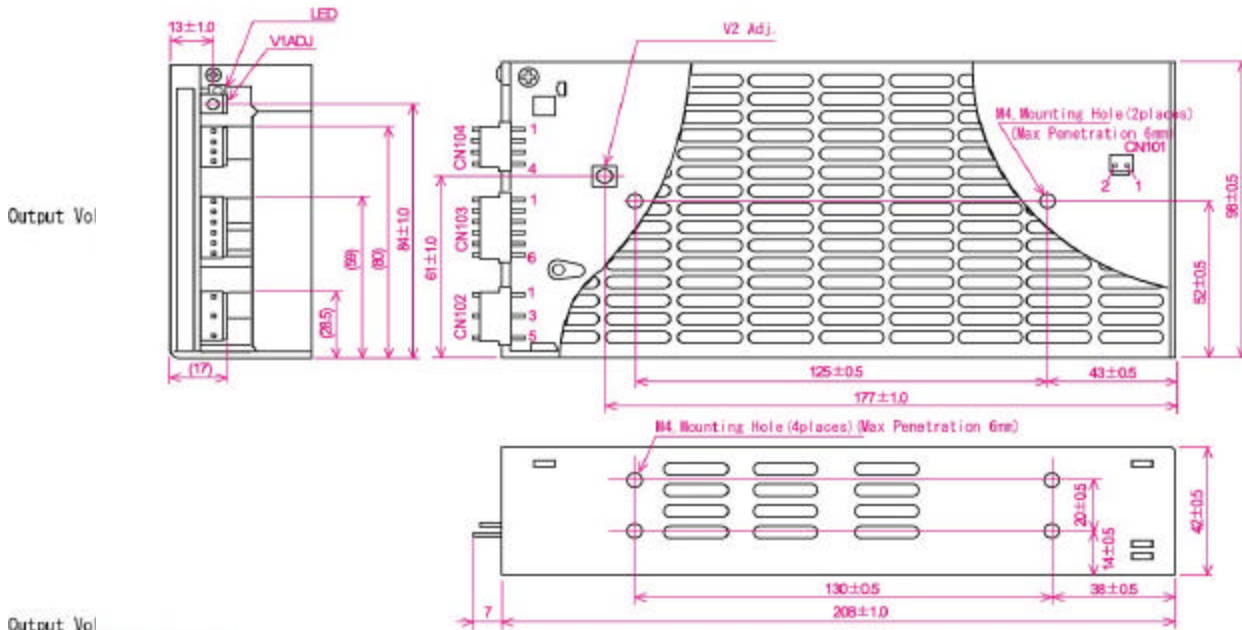 LED
13±1.0
V1ADJ
V2 Adj.
M4. Mounting Hole(2places)
(Max Penetration 6mm)
CN101
2 1
CN104
1
4
CN103
1
6
CN102
1
3
5
Output Vol
(28.5)
(59)
(80)
84±1.0
61±1.0
52±0.5
98±0.5
(17)
125±0.5
43±0.5
177±1.0
M4. Mounting Hole(4places)(Max Penetration 6mm)
20±0.5
14±0.5
42±0.5
130±0.5
38±0.5
7
208±1.0
Output Vol